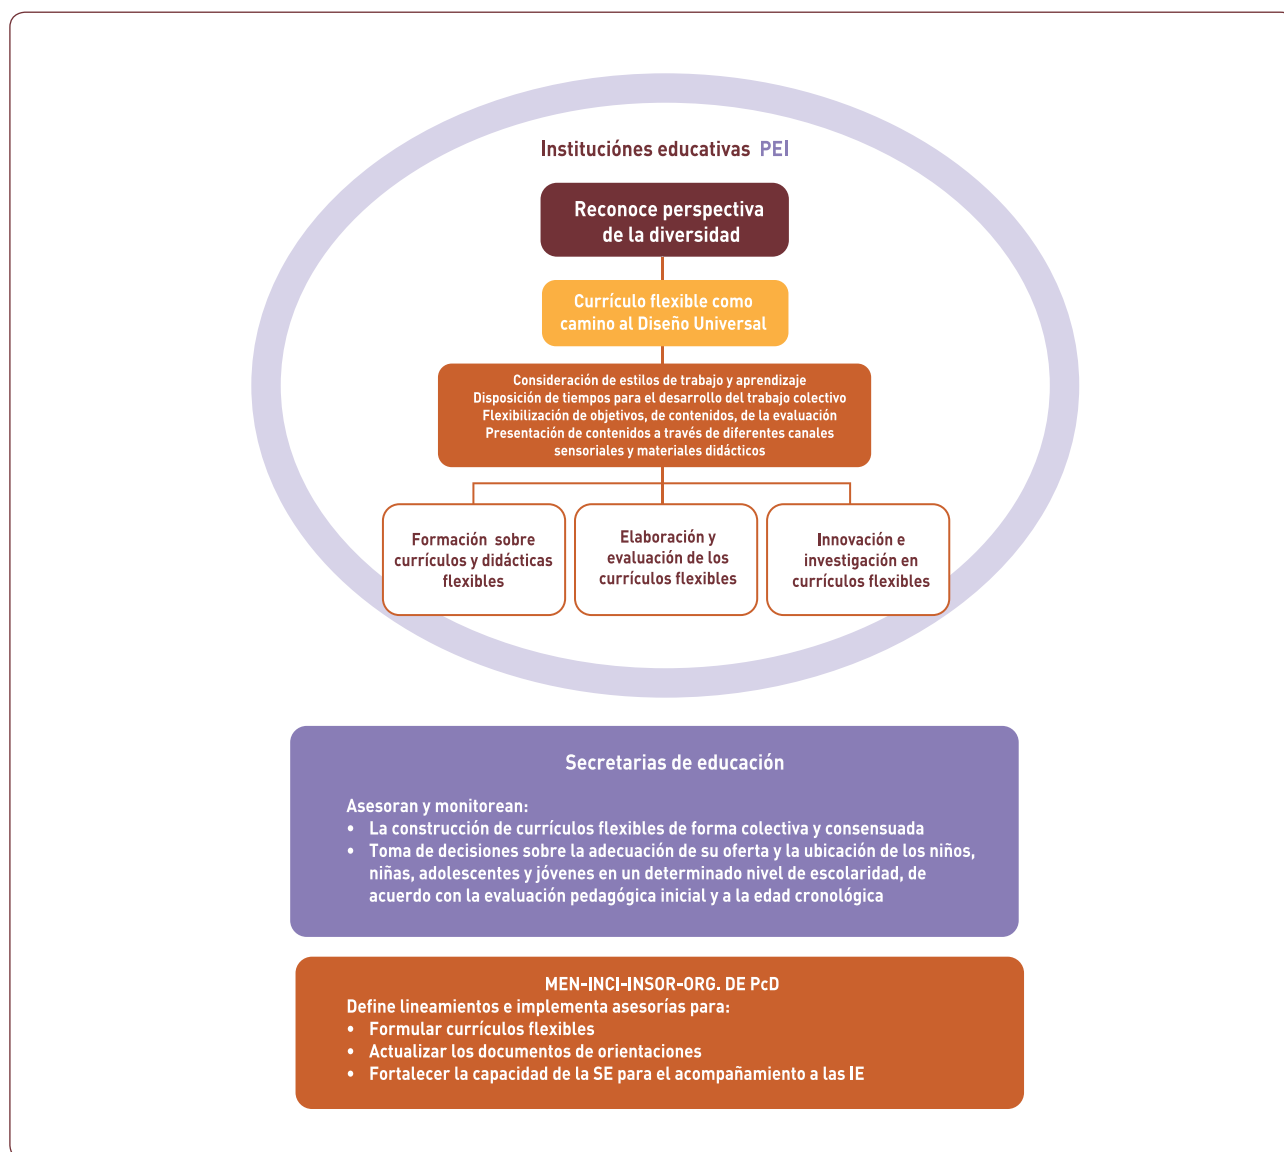 Instituciónes educativas PEI
Reconoce perspectiva
de la diversidad
Currículo flexible como
camino al Diseño Universal
Consideración de estilos de trabajo y aprendizaje
Disposición de tiempos para el desarrollo del trabajo colectivo
Flexibilización de objetivos, de contenidos, de la evaluación
Presentación de contenidos a través de diferentes canales
sensoriales y materiales didácticos
Formación sobre
currículos y didácticas
flexibles
Elaboración y
evaluación de los
currículos flexibles
Innovación e
investigación en
currículos flexibles
Secretarias de educación
Asesoran y monitorean:
• La construcción de currículos flexibles de forma colectiva y consensuada
• Toma de decisiones sobre la adecuación de su oferta y la ubicación de los niños,
niñas, adolescentes y jóvenes en un determinado nivel de escolaridad, de
acuerdo con la evaluación pedagógica inicial y a la edad cronológica
MEN-INCI-INSOR-ORG. DE PcD
Define lineamientos e implementa asesorías para:
• Formular currículos flexibles
• Actualizar los documentos de orientaciones
• Fortalecer la capacidad de la SE para el acompañamiento a las IE